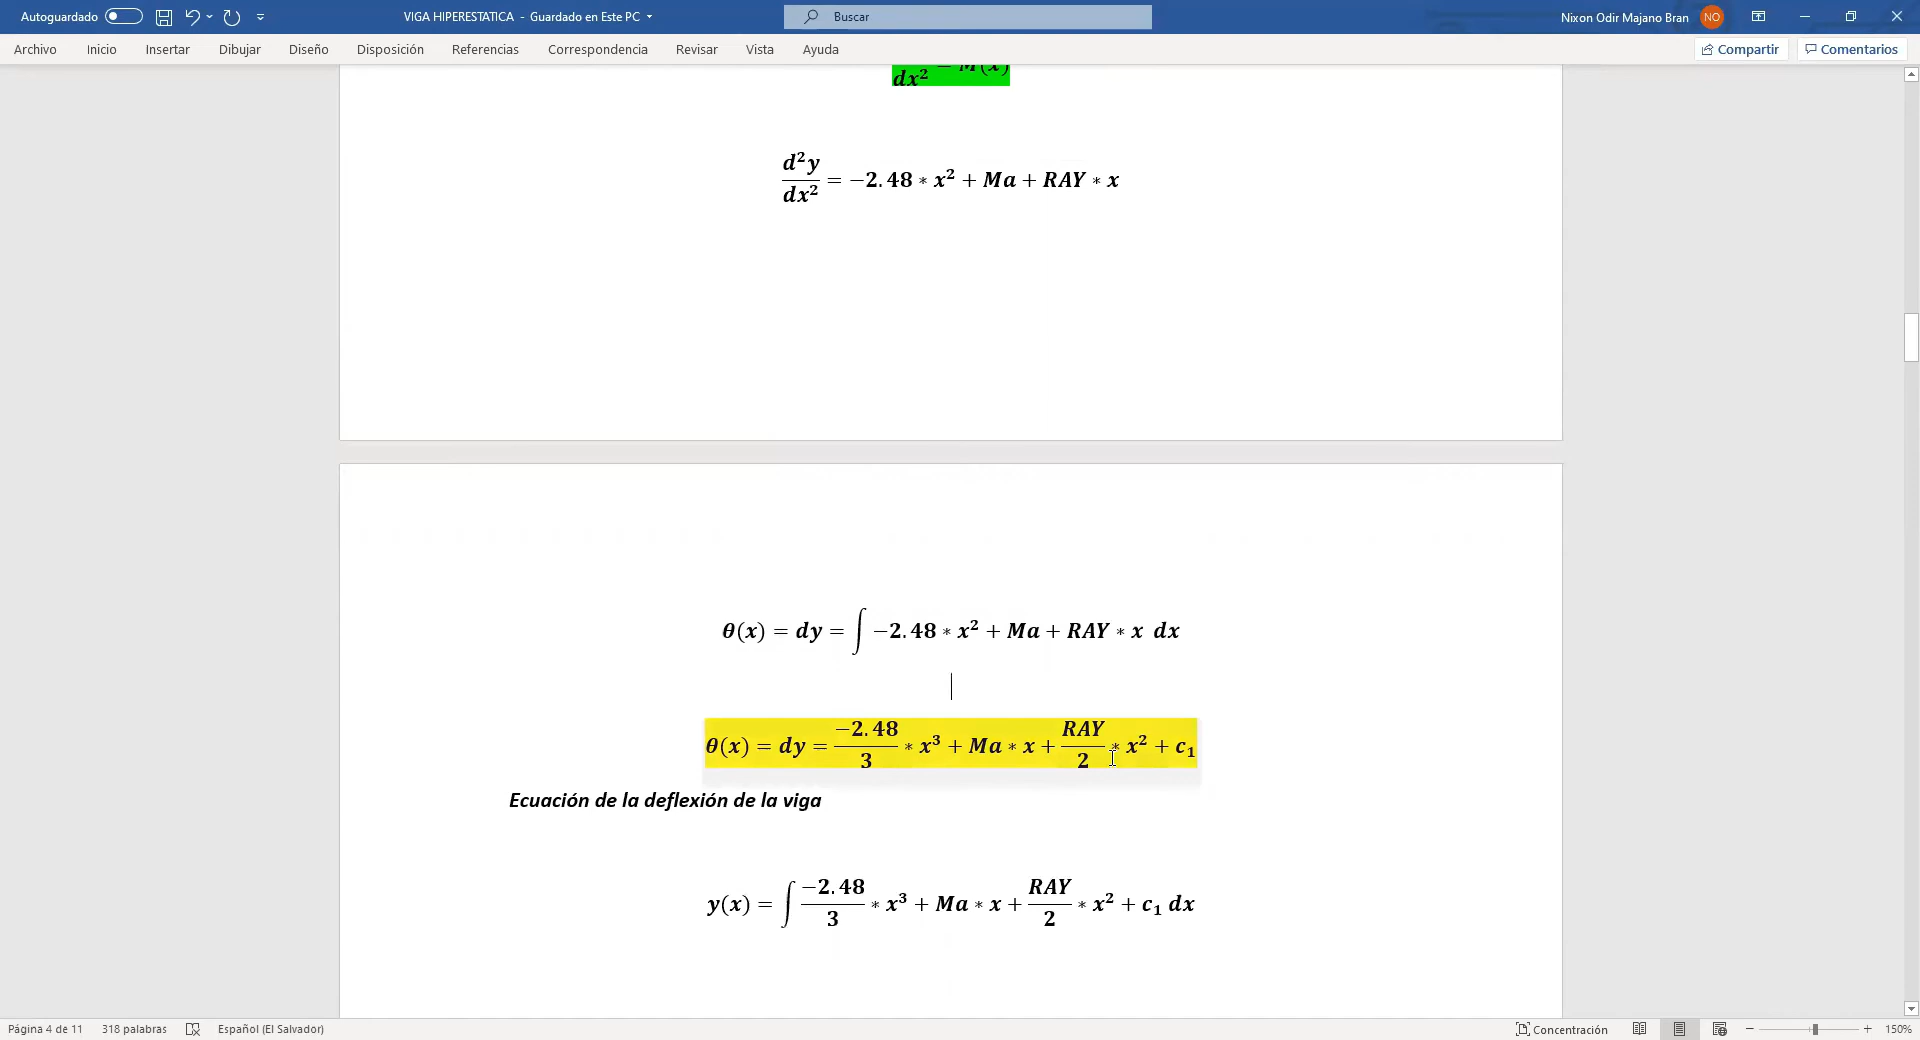 Autoguardado VIGA HIPERESTATICA - Guardado en Este PC Buscar Nixon Odir Majano Bran NO
Archivo Inicio Insertar Dibujar Diseño Disposición Referencias Correspondencia Revisar Vista Ayuda Compartir Comentarios
dx² = M(x)
d²y/dx² = −2.48 ∗ x² + Ma + RAY ∗ x
θ(x) = dy = ∫ −2.48 ∗ x² + Ma + RAY ∗ x dx
θ(x) = dy = −2.48/3 ∗ x³ + Ma ∗ x + RAY/2 ∗ x² + c₁
Ecuación de la deflexión de la viga
y(x) = ∫ −2.48/3 ∗ x³ + Ma ∗ x + RAY/2 ∗ x² + c₁ dx
Página 4 de 11 318 palabras Español (El Salvador) Concentración 150%